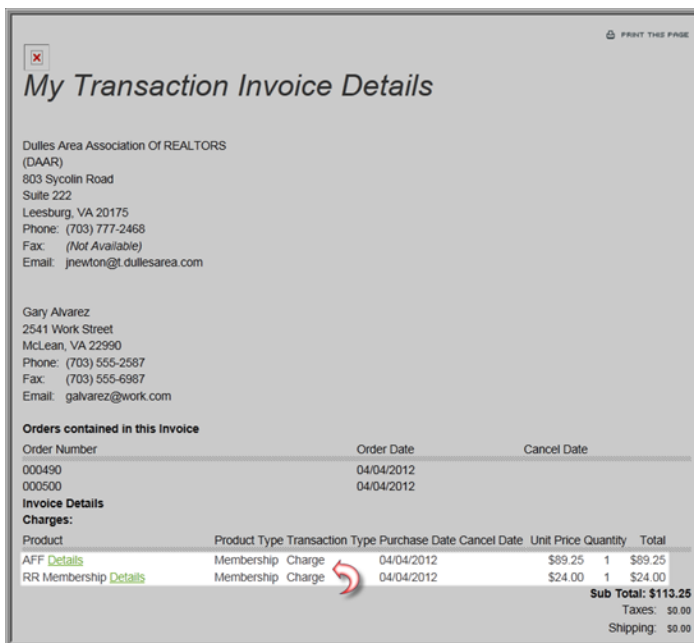 PRINT THIS PAGE
My Transaction Invoice Details
Dulles Area Association Of REALTORS
(DAAR)
803 Sycolin Road
Suite 222
Leesburg, VA 20175
Phone: (703) 777-2468
Fax: (Not Available)
Email: jnewton@t.dullesarea.com
Gary Alvarez
2541 Work Street
McLean, VA 22990
Phone: (703) 555-2587
Fax: (703) 555-6987
Email: galvarez@work.com
Orders contained in this Invoice
Order Number Order Date Cancel Date
000490 04/04/2012
000500 04/04/2012
Invoice Details
Charges:
Product Product Type Transaction Type Purchase Date Cancel Date Unit Price Quantity Total
AFF Details Membership Charge 04/04/2012 $89.25 1 $89.25
RR Membership Details Membership Charge 04/04/2012 $24.00 1 $24.00
Sub Total: $113.25
Taxes: $0.00
Shipping: $0.00